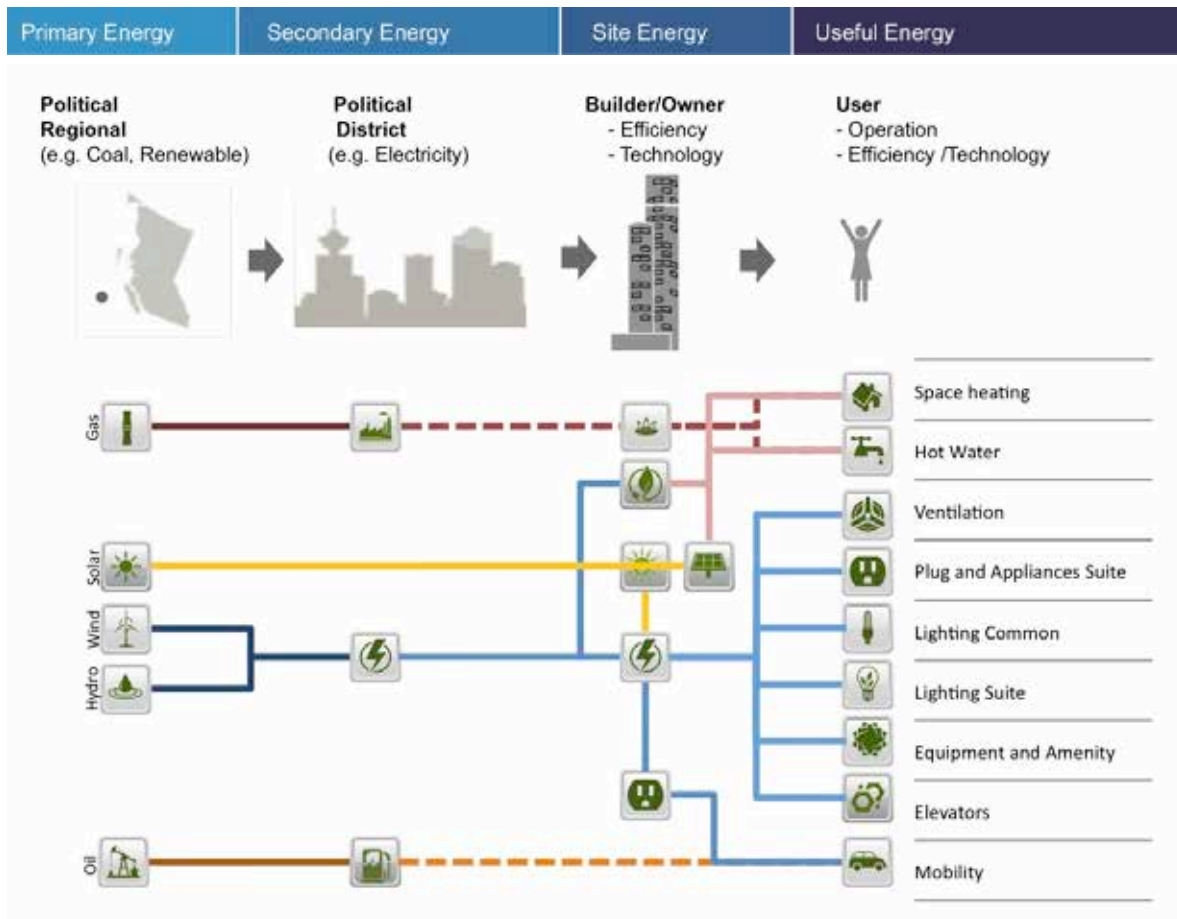 Primary Energy
Secondary Energy
Site Energy
Useful Energy
Political
Regional
(e.g. Coal, Renewable)
Political
District
(e.g. Electricity)
Builder/Owner
- Efficiency
- Technology
User
- Operation
- Efficiency /Technology
Gas
Space heating
Hot Water
Ventilation
Solar
Plug and Appliances Suite
Wind
Lighting Common
Hydro
Lighting Suite
Equipment and Amenity
Elevators
Oil
Mobility